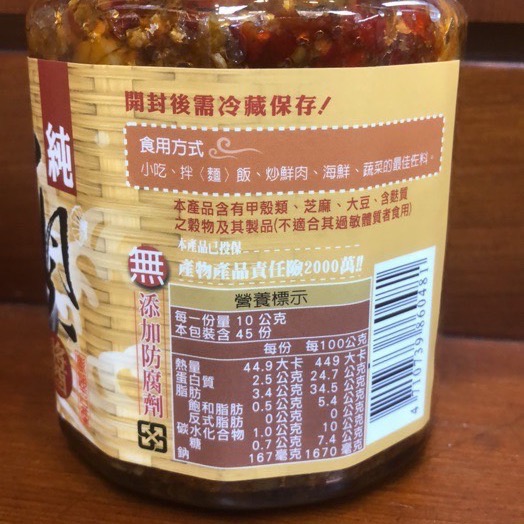 開封後需冷藏保存!
食用方式
小吃、拌〈麵〉飯、炒鮮肉、海鮮、蔬菜的最佳佐料。
本產品含有甲殼類、芝麻、大豆、含麩質
之穀物及其製品(不適合其過敏體質者食用)
本產品已投保
產物產品責任險2000萬!!
純
無添加防腐劑
營養標示
每一份量 10 公克
本包裝含 45 份
每份 每100公克
熱量 44.9 大卡 449 大卡
蛋白質 2.5 公克 24.7 公克
脂肪 3.4 公克 34.5 公克
飽和脂肪 0.5 公克 5.4 公克
反式脂肪 0 公克 0 公克
碳水化合物 1.0 公克 10 公克
糖 0.7 公克 7.4 公克
鈉 167 毫克 1670 毫克
4 710739 860481